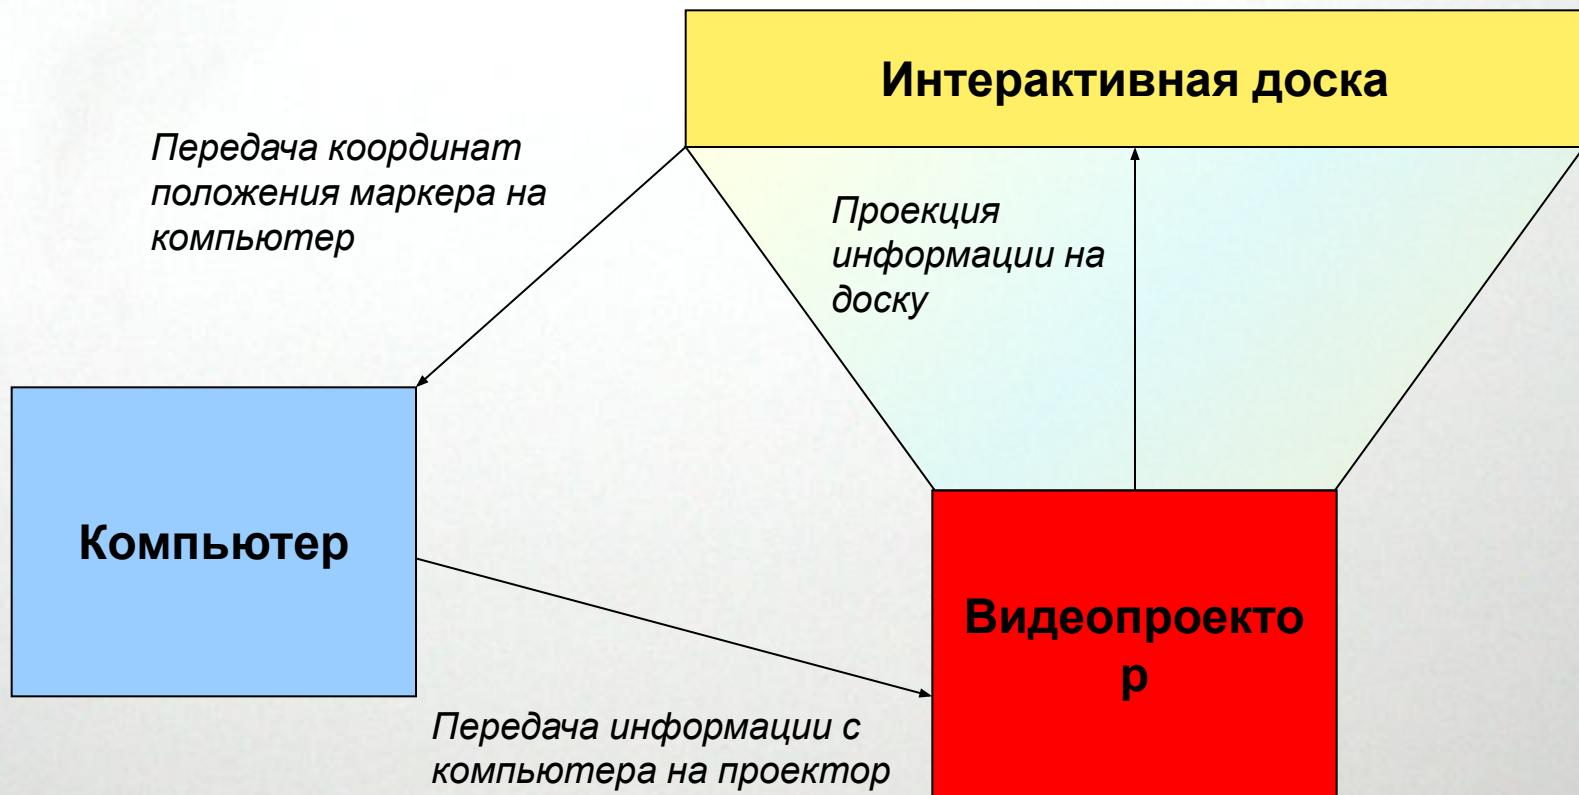 Интерактивная доска
Передача координат
положения маркера на
компьютер
Проекция
информации на
доску
Компьютер
Видеопроекто
р
Передача информации с
компьютера на проектор